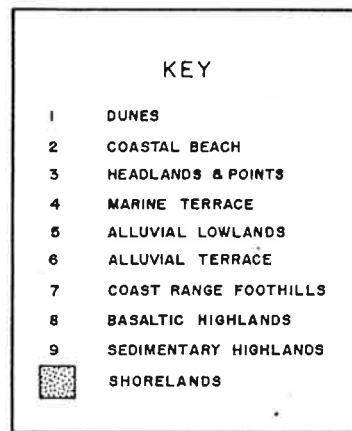 KEY
1 DUNES
2 COASTAL BEACH
3 HEADLANDS & POINTS
4 MARINE TERRACE
5 ALLUVIAL LOWLANDS
6 ALLUVIAL TERRACE
7 COAST RANGE FOOTHILLS
8 BASALTIC HIGHLANDS
9 SEDIMENTARY HIGHLANDS
SHORELANDS